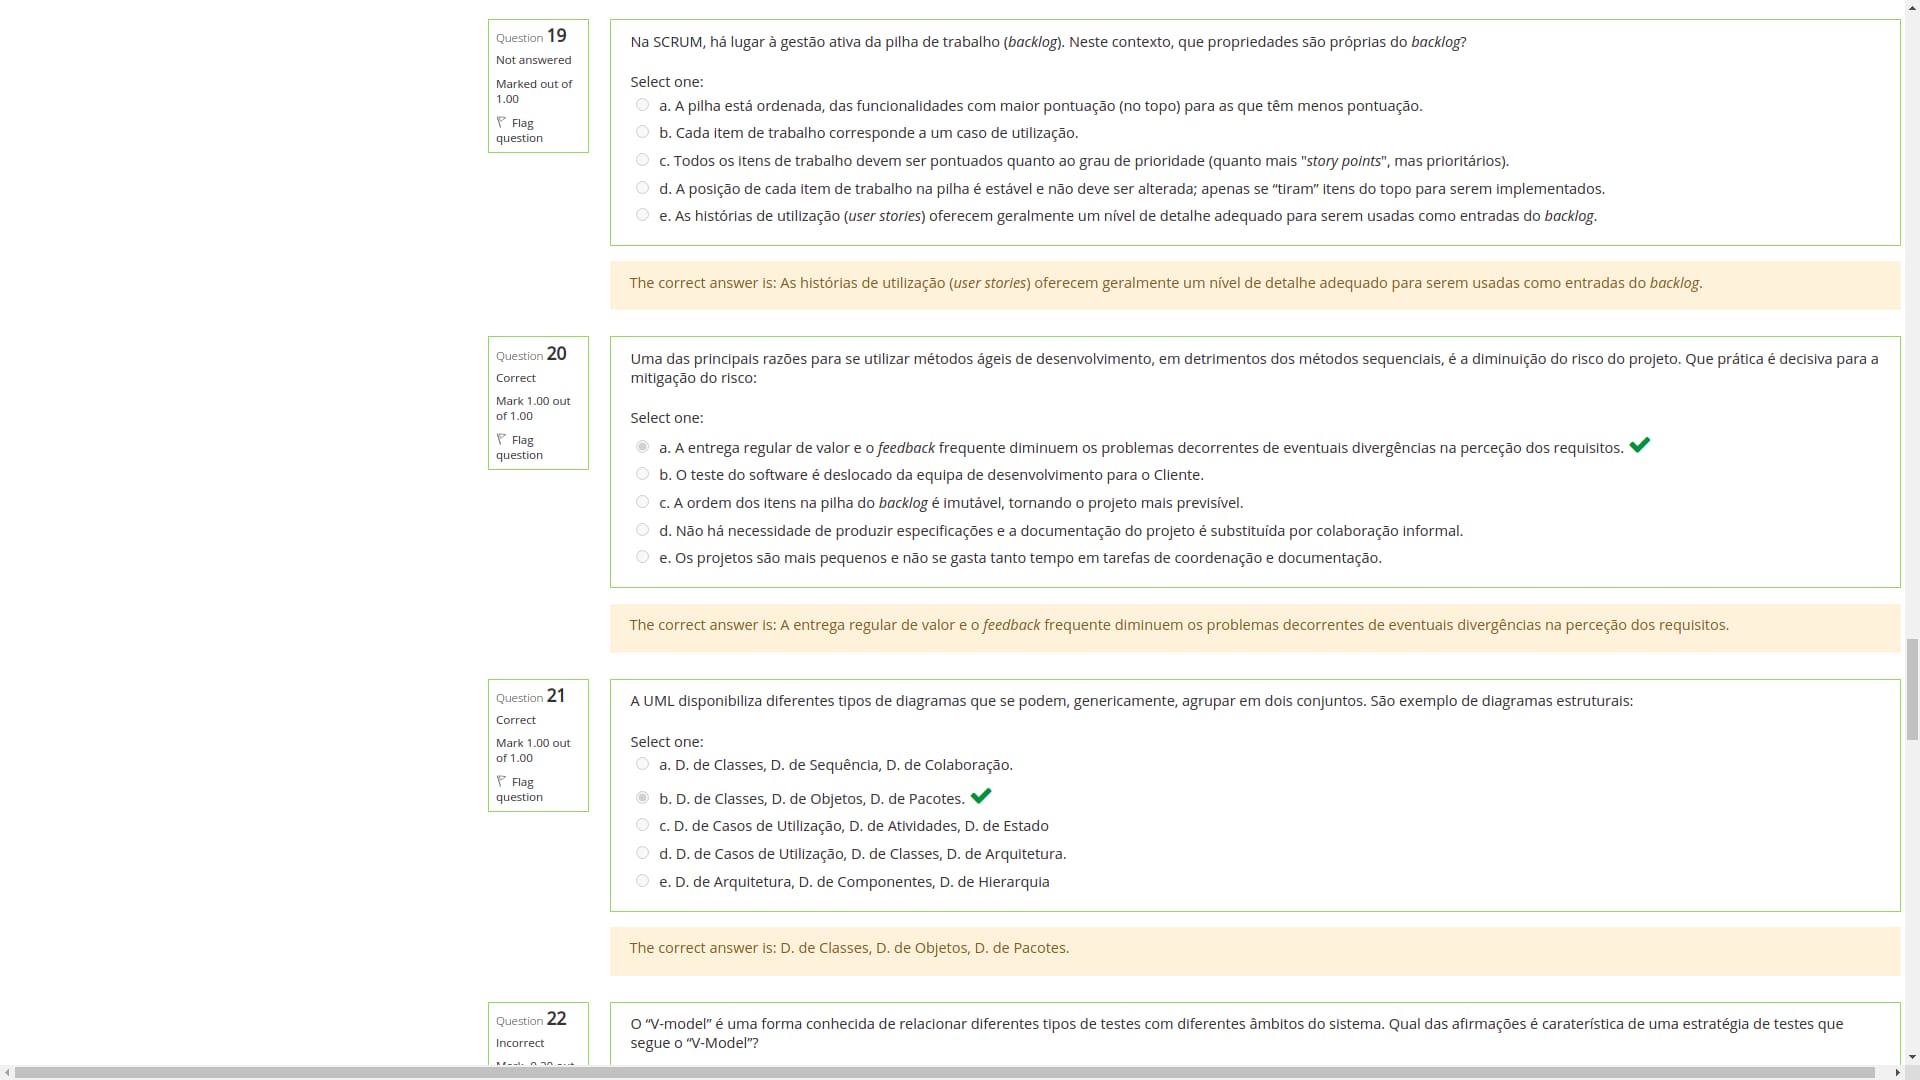 Question 19
Not answered
Marked out of
1.00
Flag
question
Na SCRUM, há lugar à gestão ativa da pilha de trabalho (backlog). Neste contexto, que propriedades são próprias do backlog?
Select one:
a. A pilha está ordenada, das funcionalidades com maior pontuação (no topo) para as que têm menos pontuação.
b. Cada item de trabalho corresponde a um caso de utilização.
c. Todos os itens de trabalho devem ser pontuados quanto ao grau de prioridade (quanto mais "story points", mas prioritários).
d. A posição de cada item de trabalho na pilha é estável e não deve ser alterada; apenas se “tiram” itens do topo para serem implementados.
e. As histórias de utilização (user stories) oferecem geralmente um nível de detalhe adequado para serem usadas como entradas do backlog.
The correct answer is: As histórias de utilização (user stories) oferecem geralmente um nível de detalhe adequado para serem usadas como entradas do backlog.
Question 20
Correct
Mark 1.00 out
of 1.00
Flag
question
Uma das principais razões para se utilizar métodos ágeis de desenvolvimento, em detrimentos dos métodos sequenciais, é a diminuição do risco do projeto. Que prática é decisiva para a
mitigação do risco:
Select one:
a. A entrega regular de valor e o feedback frequente diminuem os problemas decorrentes de eventuais divergências na perceção dos requisitos.
b. O teste do software é deslocado da equipa de desenvolvimento para o Cliente.
c. A ordem dos itens na pilha do backlog é imutável, tornando o projeto mais previsível.
d. Não há necessidade de produzir especificações e a documentação do projeto é substituída por colaboração informal.
e. Os projetos são mais pequenos e não se gasta tanto tempo em tarefas de coordenação e documentação.
The correct answer is: A entrega regular de valor e o feedback frequente diminuem os problemas decorrentes de eventuais divergências na perceção dos requisitos.
Question 21
Correct
Mark 1.00 out
of 1.00
Flag
question
A UML disponibiliza diferentes tipos de diagramas que se podem, genericamente, agrupar em dois conjuntos. São exemplo de diagramas estruturais:
Select one:
a. D. de Classes, D. de Sequência, D. de Colaboração.
b. D. de Classes, D. de Objetos, D. de Pacotes.
c. D. de Casos de Utilização, D. de Atividades, D. de Estado
d. D. de Casos de Utilização, D. de Classes, D. de Arquitetura.
e. D. de Arquitetura, D. de Componentes, D. de Hierarquia
The correct answer is: D. de Classes, D. de Objetos, D. de Pacotes.
Question 22
Incorrect
O “V-model” é uma forma conhecida de relacionar diferentes tipos de testes com diferentes âmbitos do sistema. Qual das afirmações é caraterística de uma estratégia de testes que
segue o “V-Model”?